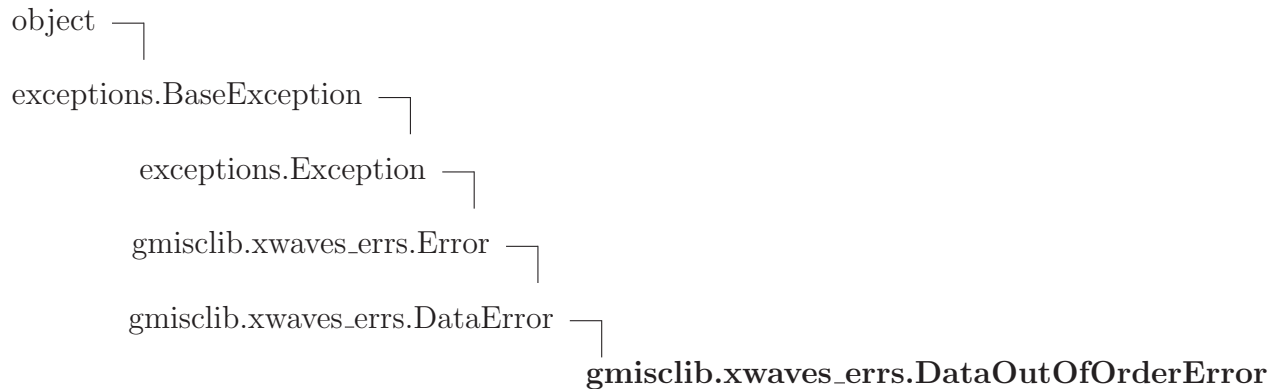 object
exceptions.BaseException
exceptions.Exception
gmisclib.xwaves_errs.Error
gmisclib.xwaves_errs.DataError
gmisclib.xwaves_errs.DataOutOfOrderError